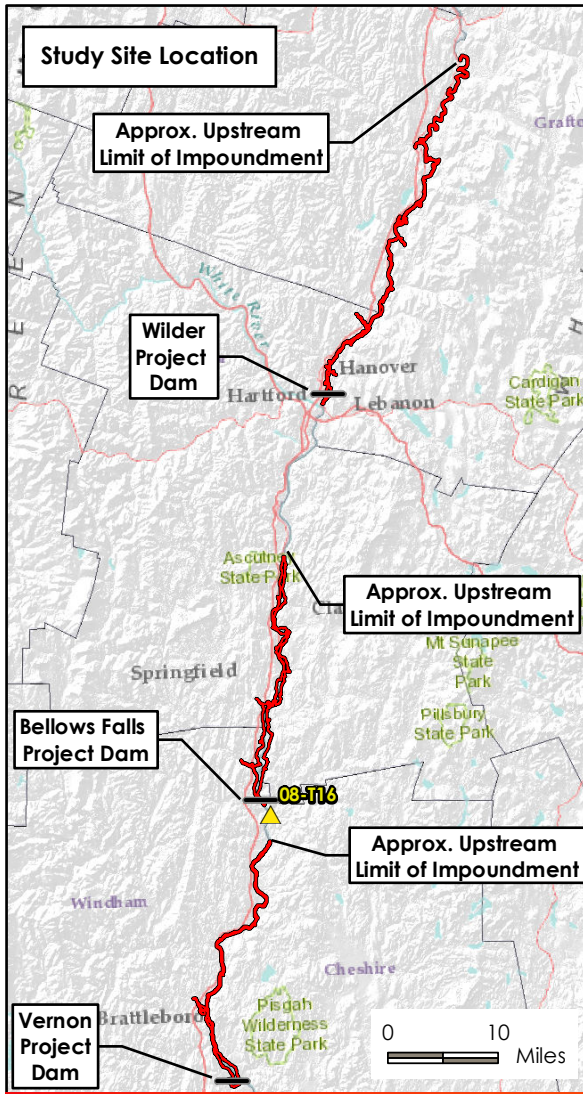 Study Site Location
Approx. Upstream
Limit of Impoundment
Grafto
White River
Wilder
Project
Dam
Hanover
Hartford
Lebanon
Cardigan
State Park
Ascutney
State Park
Approx. Upstream
Limit of Impoundment
Mt Sunapee
State
Park
Springfield
Pillsbury
State Park
Bellows Falls
Project Dam
08-T16
Approx. Upstream
Limit of Impoundment
Windham
Cheshire
Brattleboro
Pisgah
Wilderness
State Park
Vernon
Project
Dam
0 10
Miles